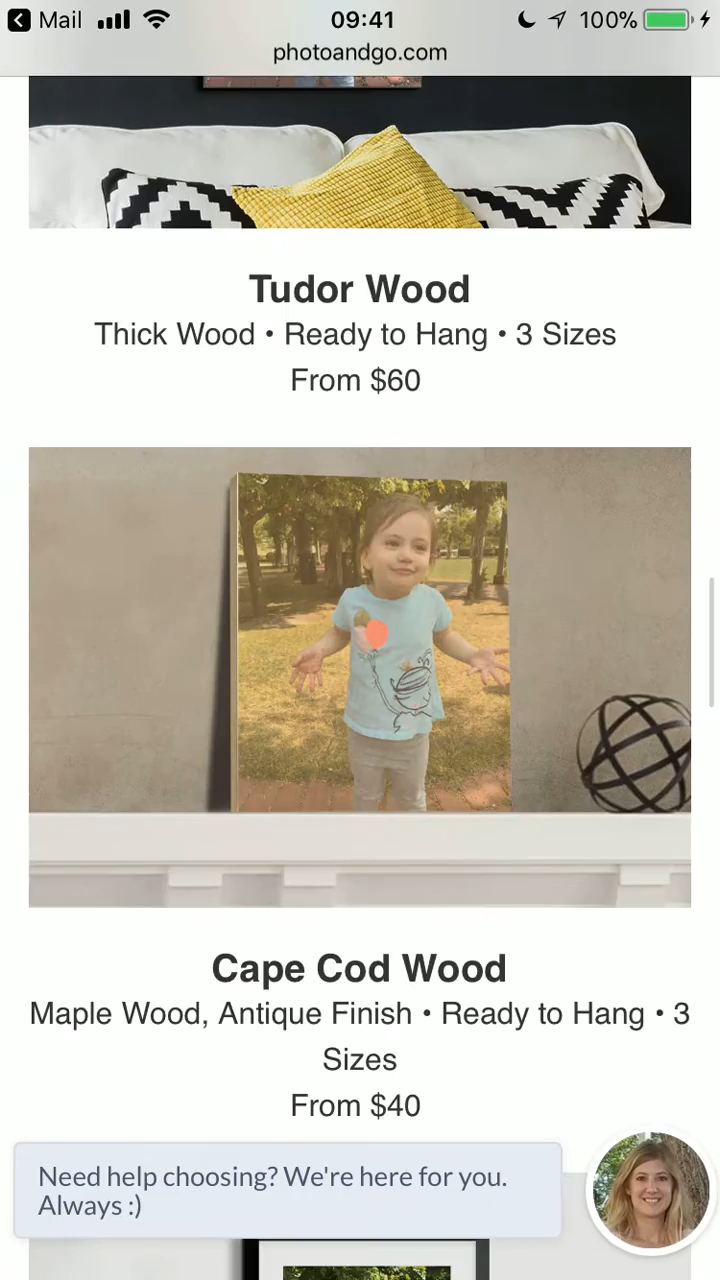 Mail 09:41 100%
photoandgo.com
Tudor Wood
Thick Wood • Ready to Hang • 3 Sizes
From $60
Cape Cod Wood
Maple Wood, Antique Finish • Ready to Hang • 3
Sizes
From $40
Need help choosing? We're here for you.
Always :)